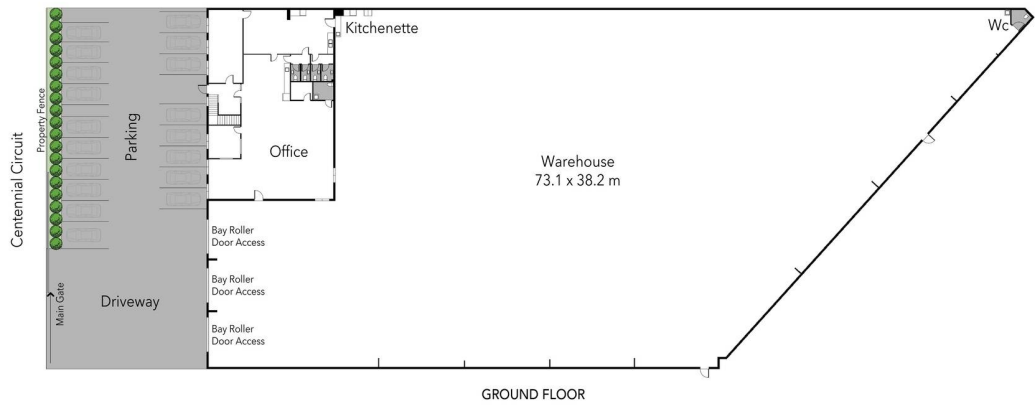 Kitchenette
Wc
Property Fence
Parking
Centennial Circuit
Office
Warehouse
73.1 x 38.2 m
Bay Roller
Door Access
Bay Roller
Door Access
Main Gate
Driveway
Bay Roller
Door Access
GROUND FLOOR